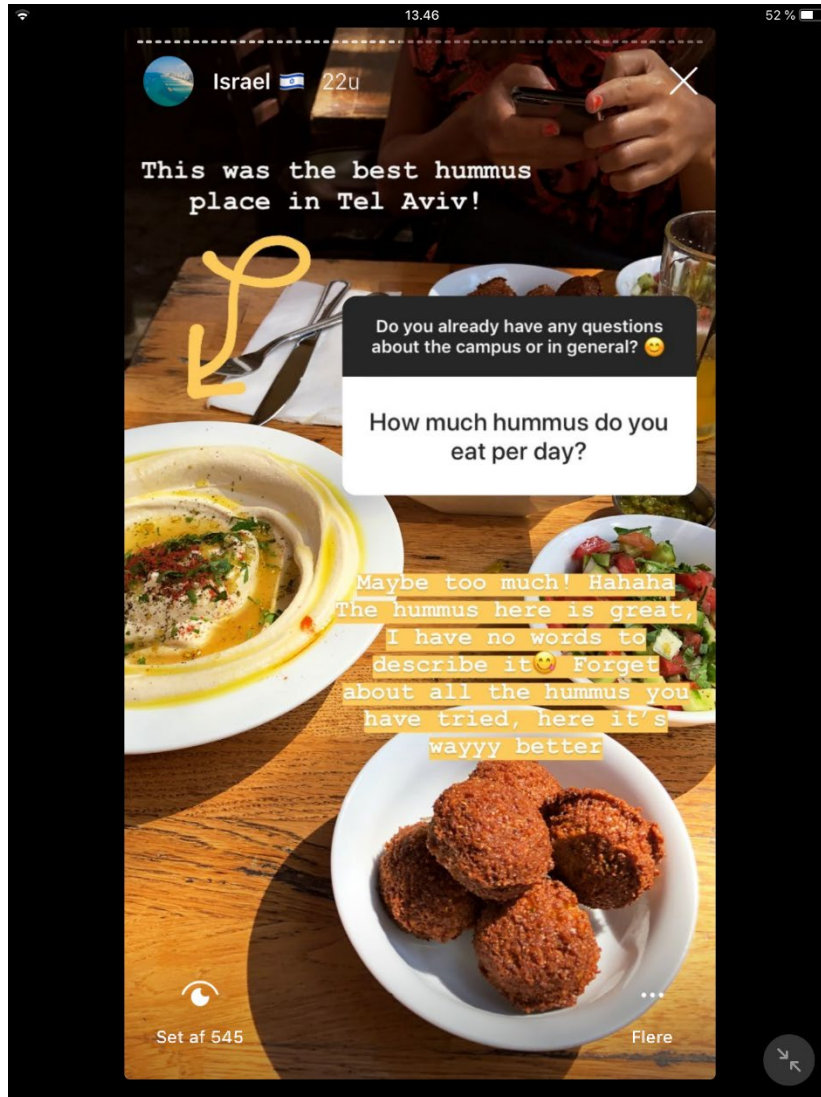 13.46
52 %
Israel 🇮🇱 22u
This was the best hummus
place in Tel Aviv!
Do you already have any questions
about the campus or in general? 😊
How much hummus do you
eat per day?
Maybe too much! Hahaha
The hummus here is great,
I have no words to
describe it😋 Forget
about all the hummus you
have tried, here it's
wayyy better
Set af 545
Flere